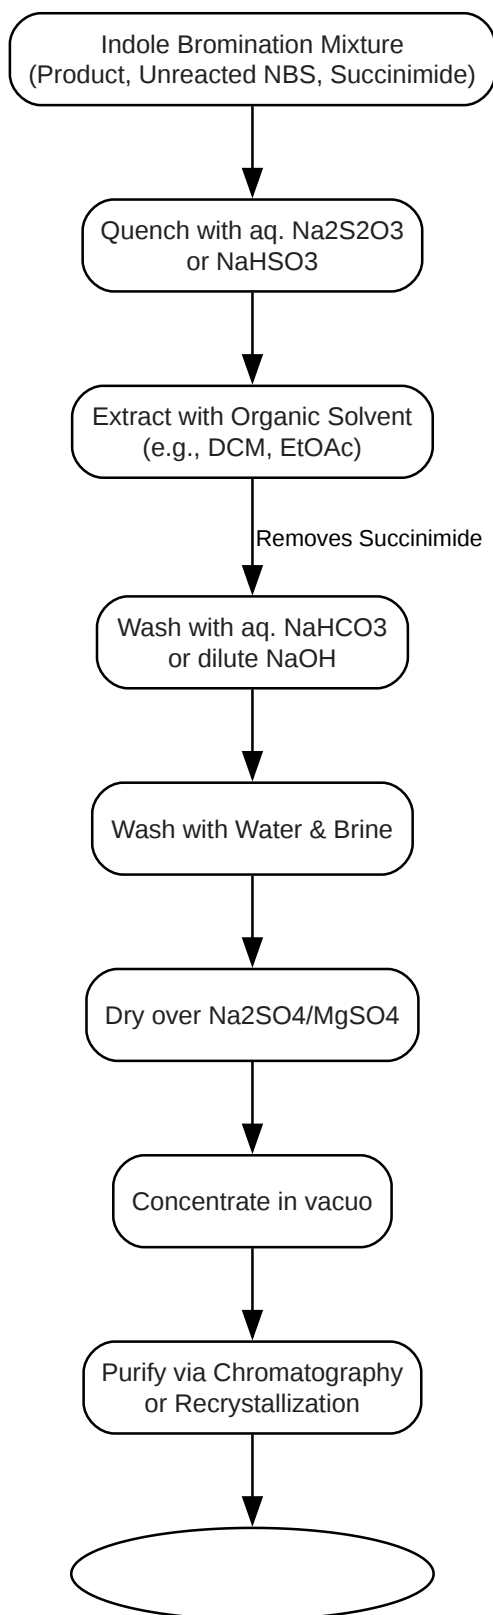 Indole Bromination Mixture
(Product, Unreacted NBS, Succinimide)
Quench with aq. Na2S2O3
or NaHSO3
Extract with Organic Solvent
(e.g., DCM, EtOAc)
Removes Succinimide
Wash with aq. NaHCO3
or dilute NaOH
Wash with Water & Brine
Dry over Na2SO4/MgSO4
Concentrate in vacuo
Purify via Chromatography
or Recrystallization